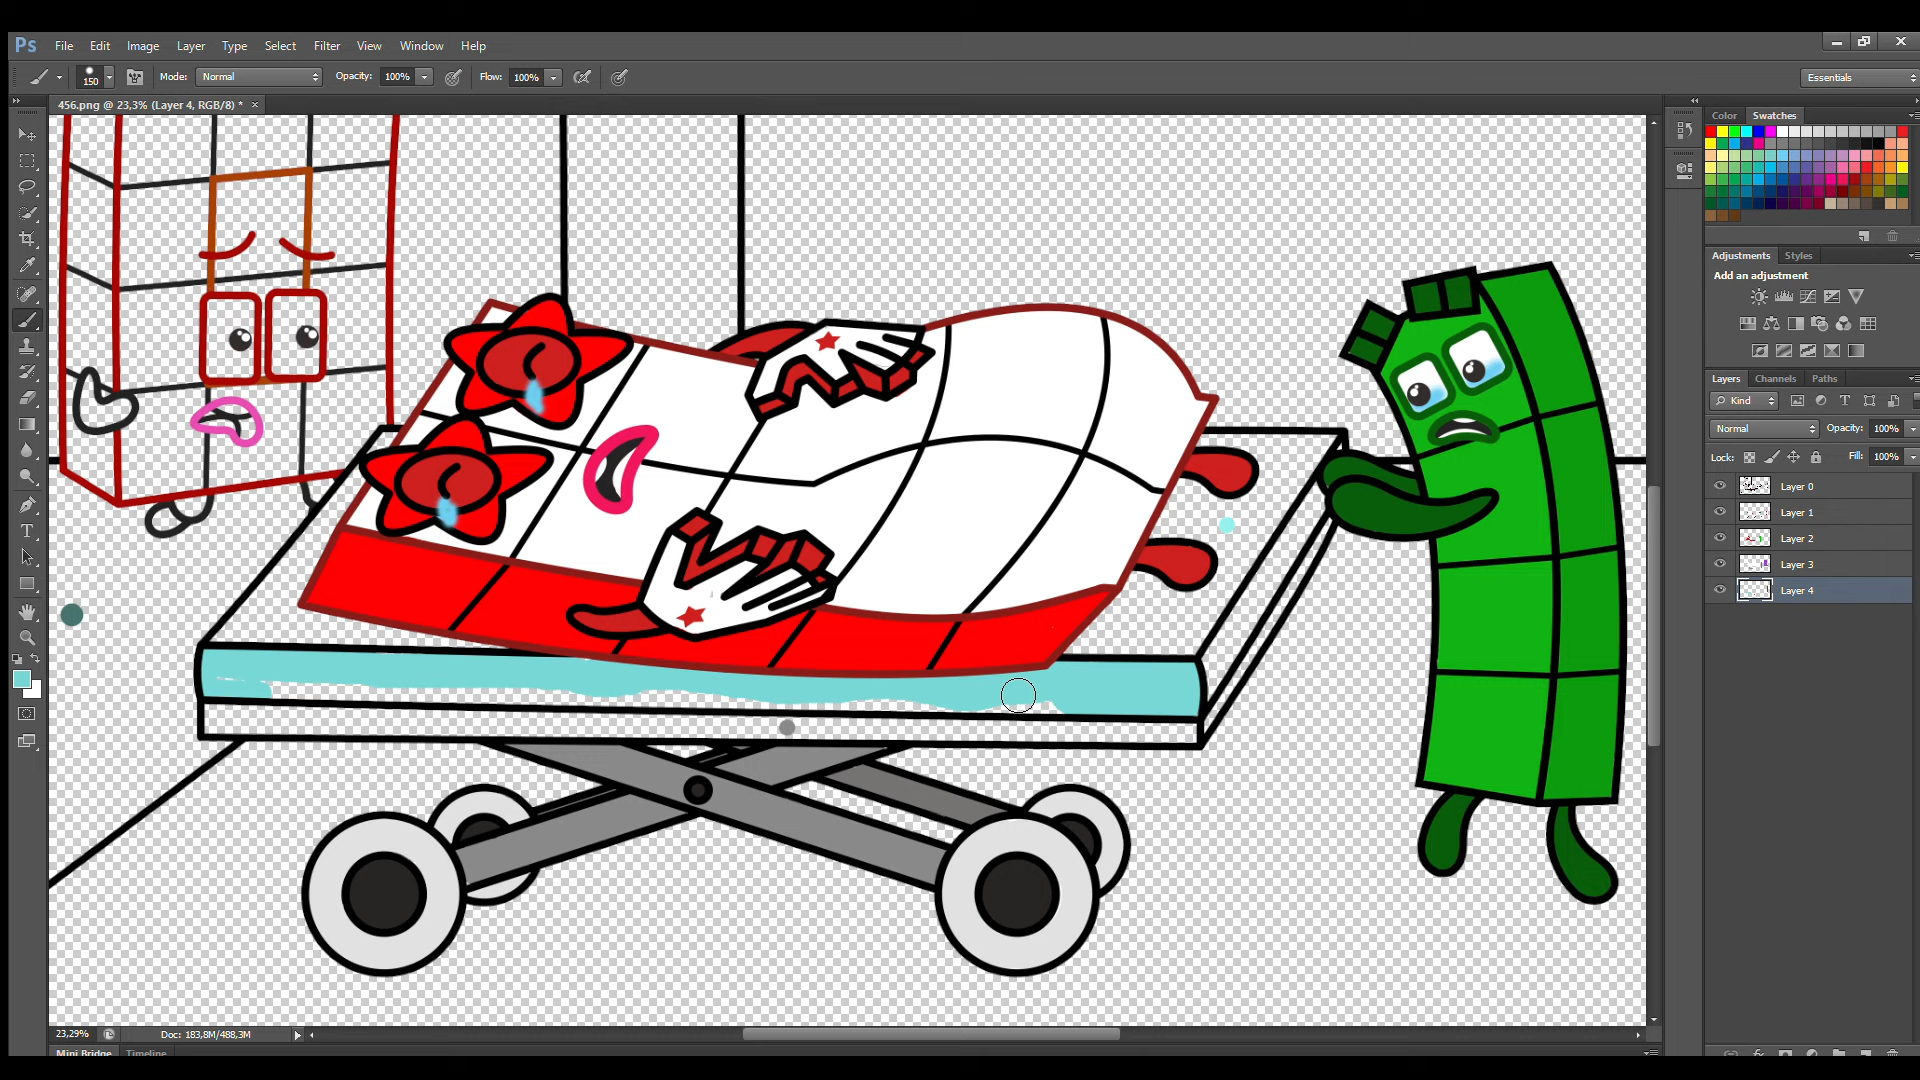 Ps File Edit Image Layer Type Select Filter View Window Help
150 Mode: Normal Opacity: 100% Flow: 100% Essentials
456.png @ 23,3% (Layer 4, RGB/8) * ×
Color Swatches
Adjustments Styles
Add an adjustment
Layers Channels Paths
Kind
Normal Opacity: 100%
Lock: Fill: 100%
Layer 0
Layer 1
Layer 2
Layer 3
Layer 4
23,29% Doc: 183,8M/488,3M
Mini Bridge Timeline